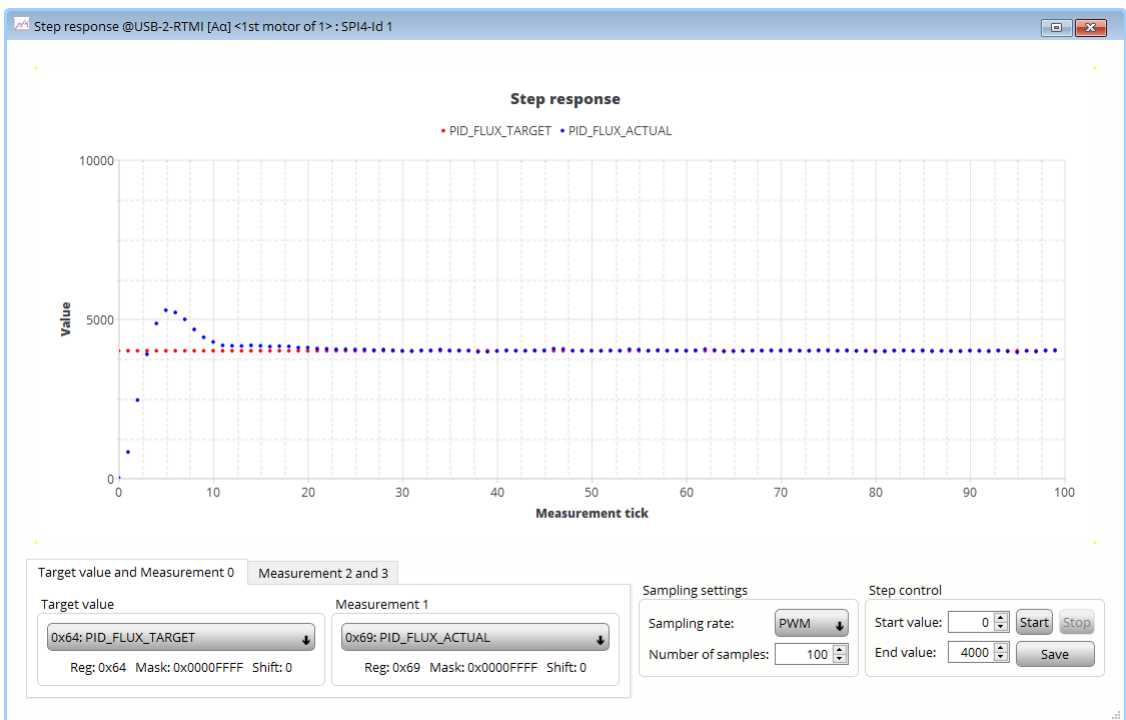 Step response @USB-2-RTMI [Aα] <1st motor of 1> : SPI4-Id 1
Step response
PID_FLUX_TARGET PID_FLUX_ACTUAL
10000
5000
0
Value
0 10 20 30 40 50 60 70 80 90 100
Measurement tick
Target value and Measurement 0 Measurement 2 and 3
Target value Measurement 1
0x64: PID_FLUX_TARGET 0x69: PID_FLUX_ACTUAL
Reg: 0x64 Mask: 0x0000FFFF Shift: 0 Reg: 0x69 Mask: 0x0000FFFF Shift: 0
Sampling settings
Sampling rate: PWM
Number of samples: 100
Step control
Start value: 0 Start Stop
End value: 4000 Save